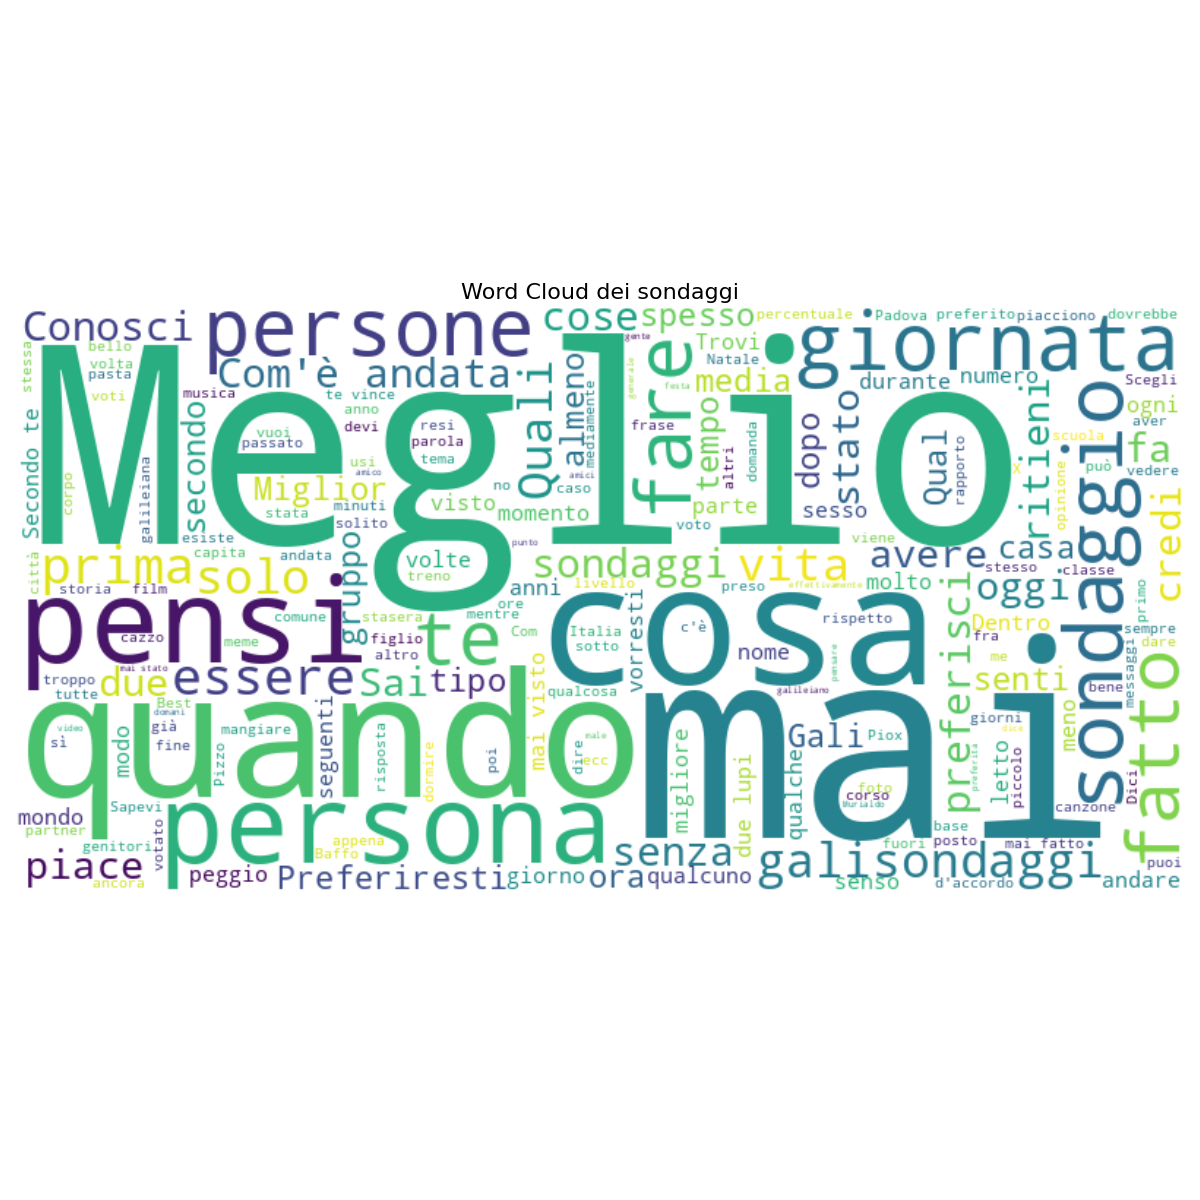 Word Cloud dei sondaggi
Conosci
persone
cose
spesso
percentuale
Padova
preferito
piacciono
dovrebbe
giornata
Meglio
stessa
bello
volta
pasta
voti
musica
Com'è andata
te vince
anno
devi
Quali
almeno
mediamente
gente
generale
fare
Trovi
Natale
festa
media
durante
numero
Scegli
ogni
aver
fa
vedere
Secondo te
corpo
galileiana
secondo
vuoi
passato
usi
amico
resi
parola
tema
Miglior
stata
minuti
solito
visto
no
momento
amici
caso
frase
tempo
altri
domanda
parte
voto
dopo
sesso
stato
Qual
rapporto
X
ritieni
scuola
opinione
può
sondaggio
credi
esiste
capita
andata
città
prima
solo
storia
film
gruppo
volte
treno
punto
anni
sondaggi
livello
vita
preso
effettivamente
viene
avere
molto
casa
stesso
classe
oggi
primo
pensi
cazzo
comune
meme
stasera
figlio
altro
te
mentre
ore
Com
cosa
Italia
sotto
vorresti
c'è
nome
rispetto
pensare
preferisci
Dentro
fra
me
senti
sempre
dare
messaggi
bene
mai stato
troppo
tutte
due
essere
Sai
tipo
mai visto
qualcosa
galileiano
mai
giorni
dice
meno
fatto
Best
domani
già
fine
video
sì
modo
mangiare
Pizzo
seguenti
quando
risposta
dormire
poi
dire
male
ecc
migliore
due lupi
Gali
Piox
qualche
foto
corso
Murialdo
preferita
letto
piccolo
canzone
Dici
mondo
partner
Sapevi
genitori
votato
persona
appena
Baffo
senza
galisondaggi
fuori
base
posto
mai fatto
puoi
piace
ancora
peggio
Preferiresti
giorno
ora
qualcuno
senso
d'accordo
andare